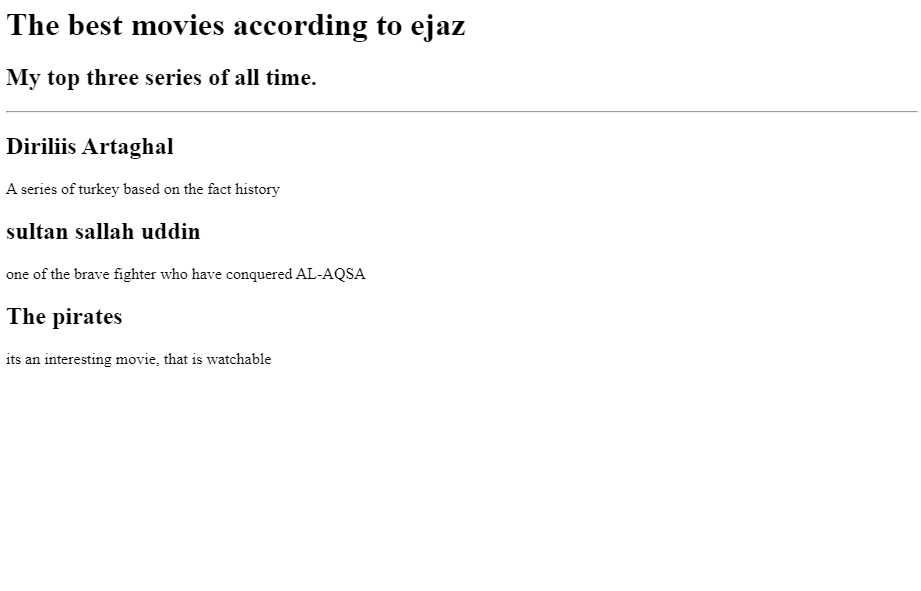 The best movies according to ejaz
My top three series of all time.
Diriliis Artaghal
A series of turkey based on the fact history
sultan sallah uddin
one of the brave fighter who have conquered AL-AQSA
The pirates
its an interesting movie, that is watchable